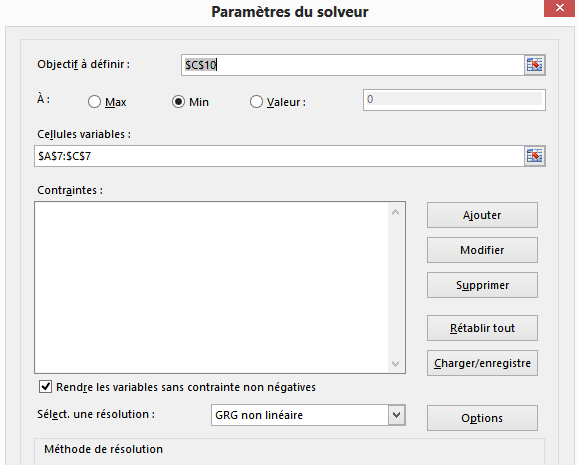 Paramètres du solveur
Objectif à définir :
$C$10
À :
Max
Min
Valeur :
0
Cellules variables :
$A$7:$C$7
Contraintes :
Ajouter
Modifier
Supprimer
Rétablir tout
Charger/enregistre
Rendre les variables sans contrainte non négatives
Sélect. une résolution :
GRG non linéaire
Options
Méthode de résolution